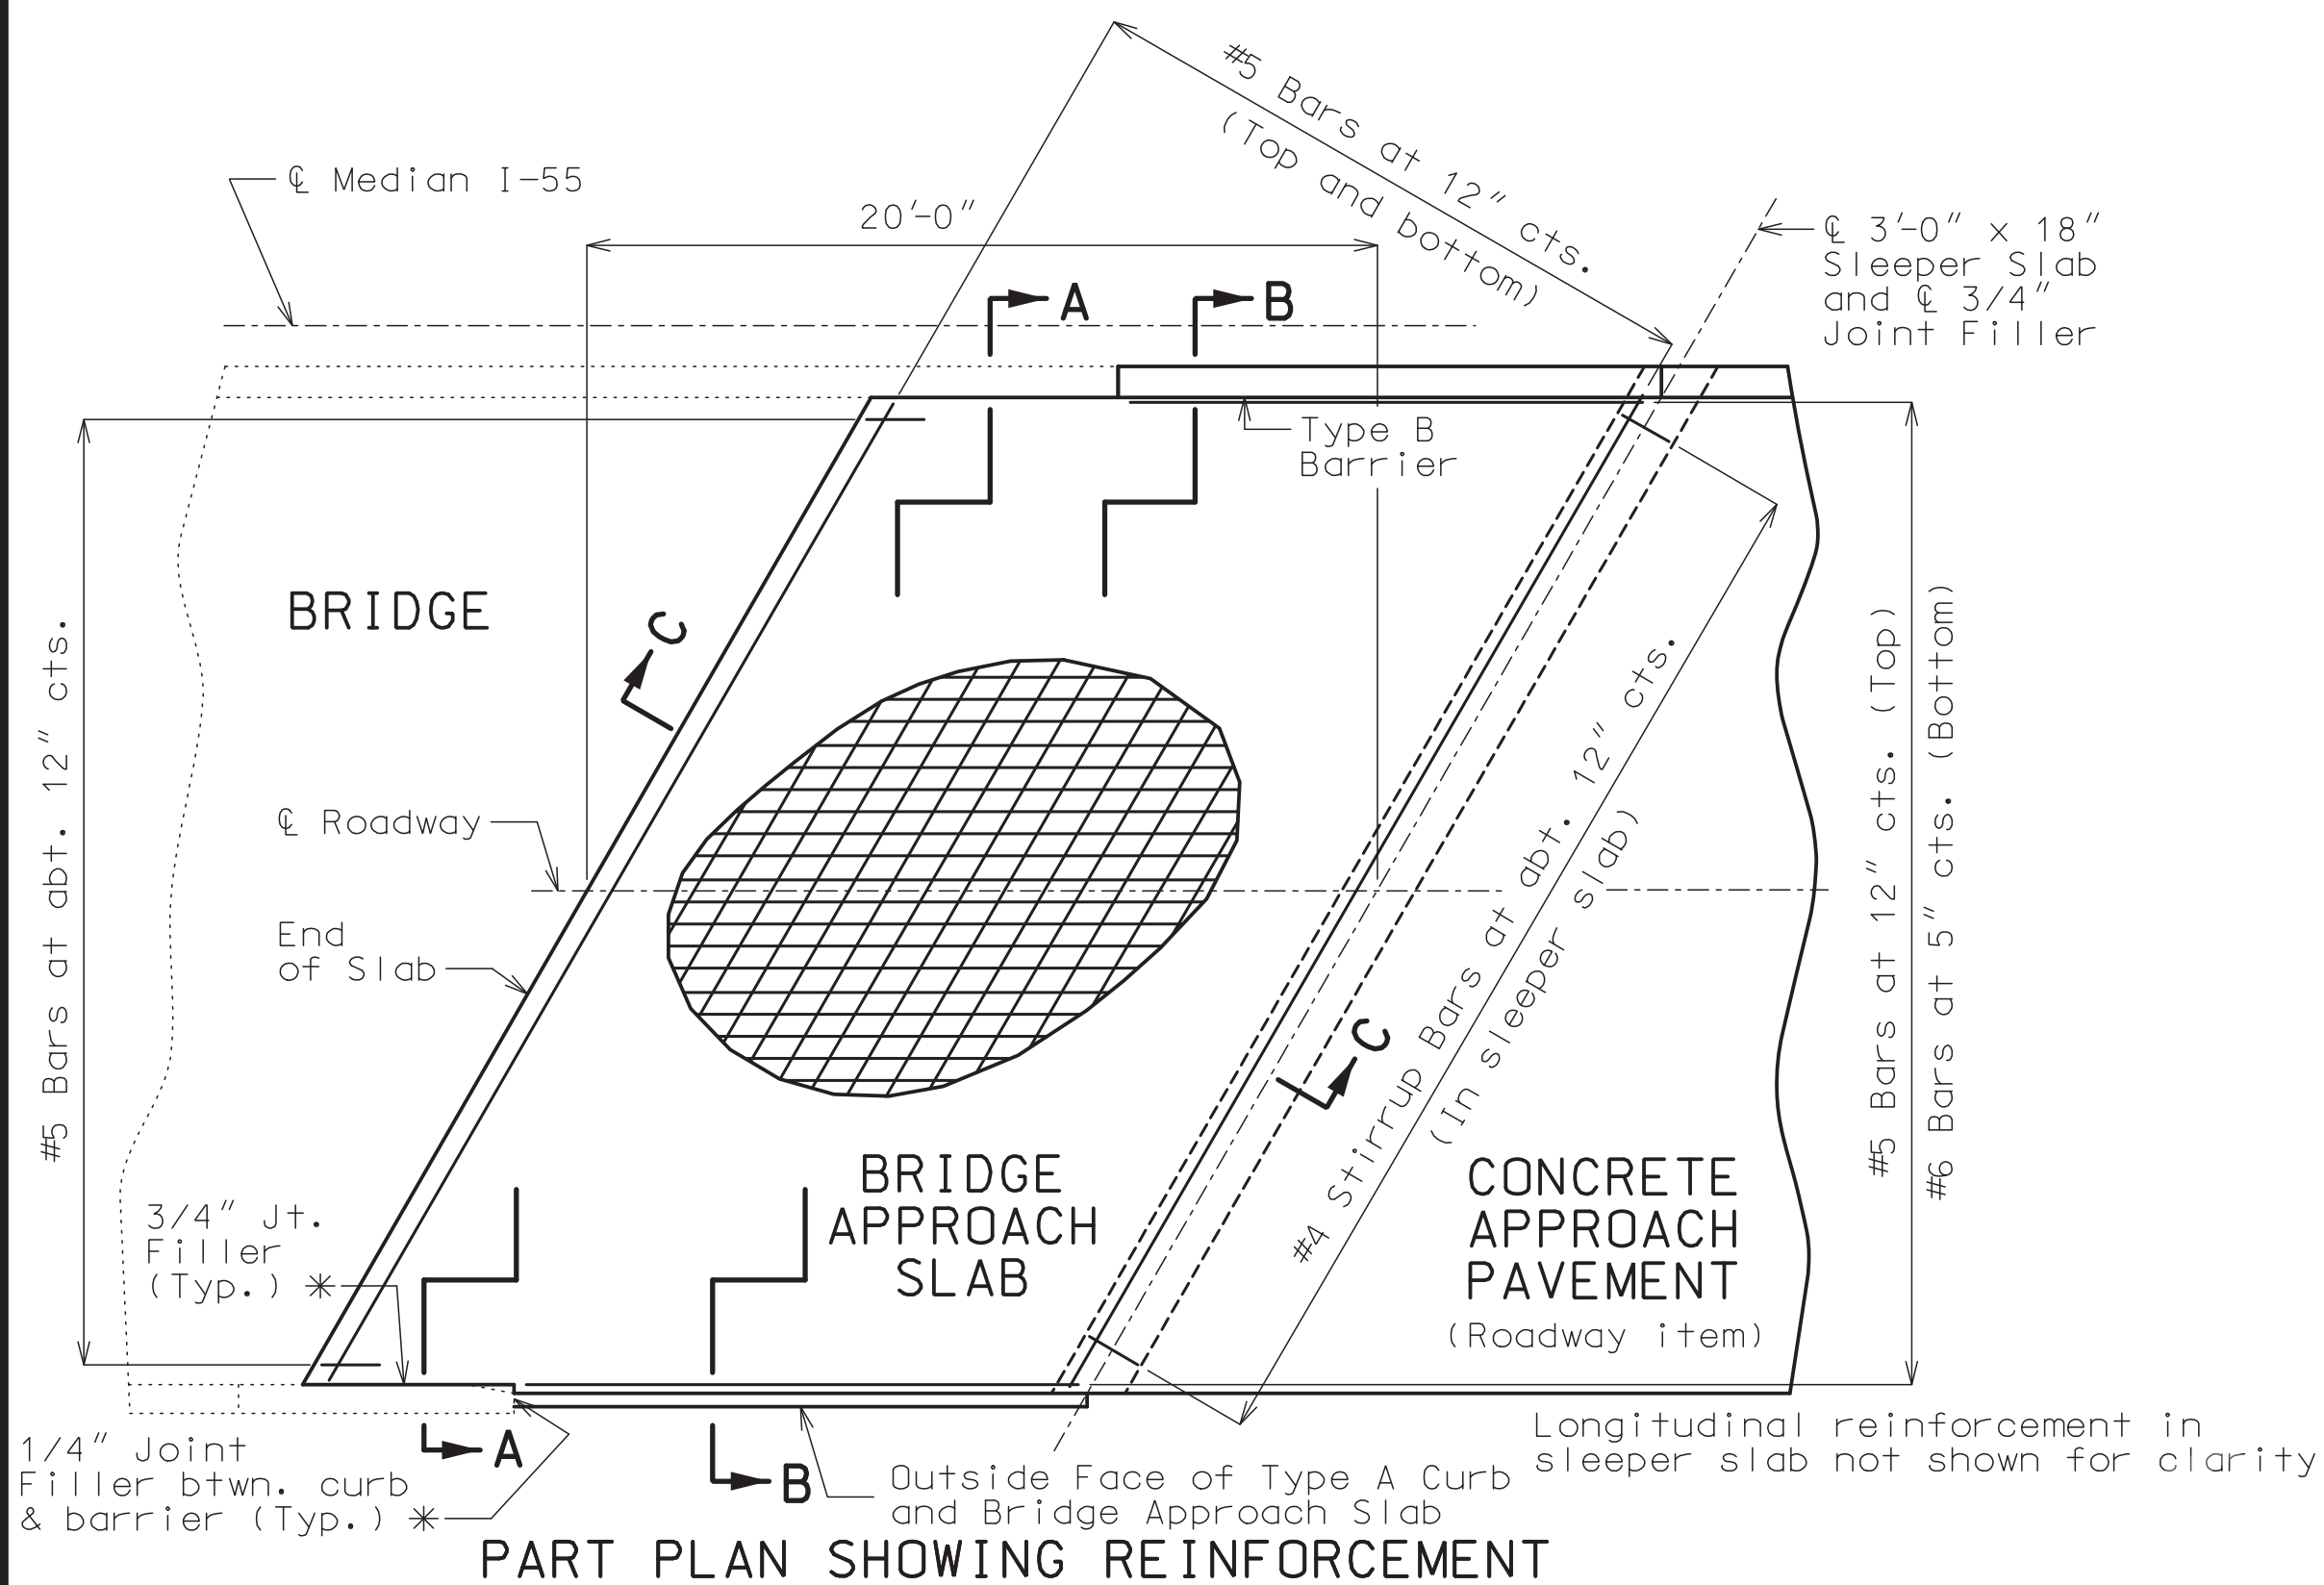 #5 Bars at 12" cts.
(Top and bottom)
℄ Median I-55
20'-0"
℄ 3'-0" x 18"
Sleeper Slab
and ℄ 3/4"
Joint Filler
A
B
Type B
Barrier
BRIDGE
C
#5 Bars at abt. 12" cts.
℄ Roadway
End
of Slab
#4 Stirrup Bars at abt. 12" cts.
(In sleeper slab)
#5 Bars at 12" cts. (Top)
#6 Bars at 5" cts. (Bottom)
C
BRIDGE
APPROACH
SLAB
CONCRETE
APPROACH
PAVEMENT
(Roadway item)
3/4" Jt.
Filler
(Typ.) *
1/4" Joint
Filler btwn. curb
& barrier (Typ.) *
A
B
Outside Face of Type A Curb
and Bridge Approach Slab
Longitudinal reinforcement in
sleeper slab not shown for clarity
PART PLAN SHOWING REINFORCEMENT